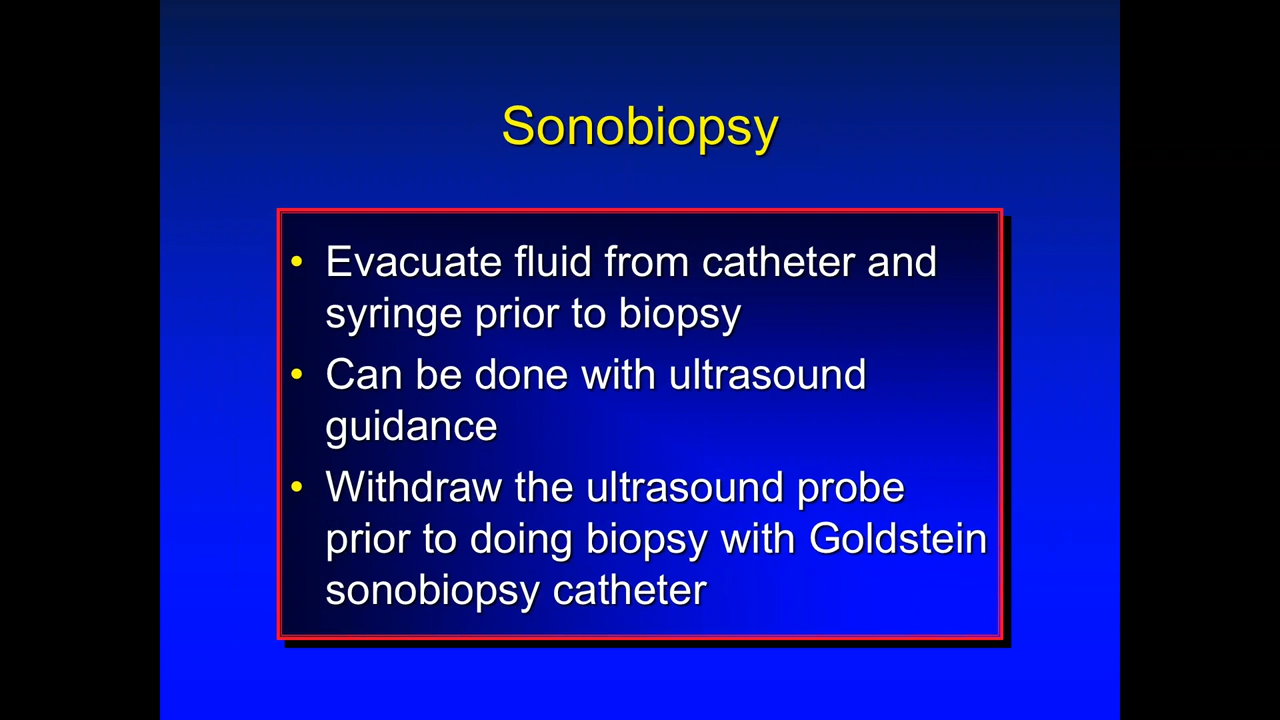 Sonobiopsy
• Evacuate fluid from catheter and
syringe prior to biopsy
• Can be done with ultrasound
guidance
• Withdraw the ultrasound probe
prior to doing biopsy with Goldstein
sonobiopsy catheter